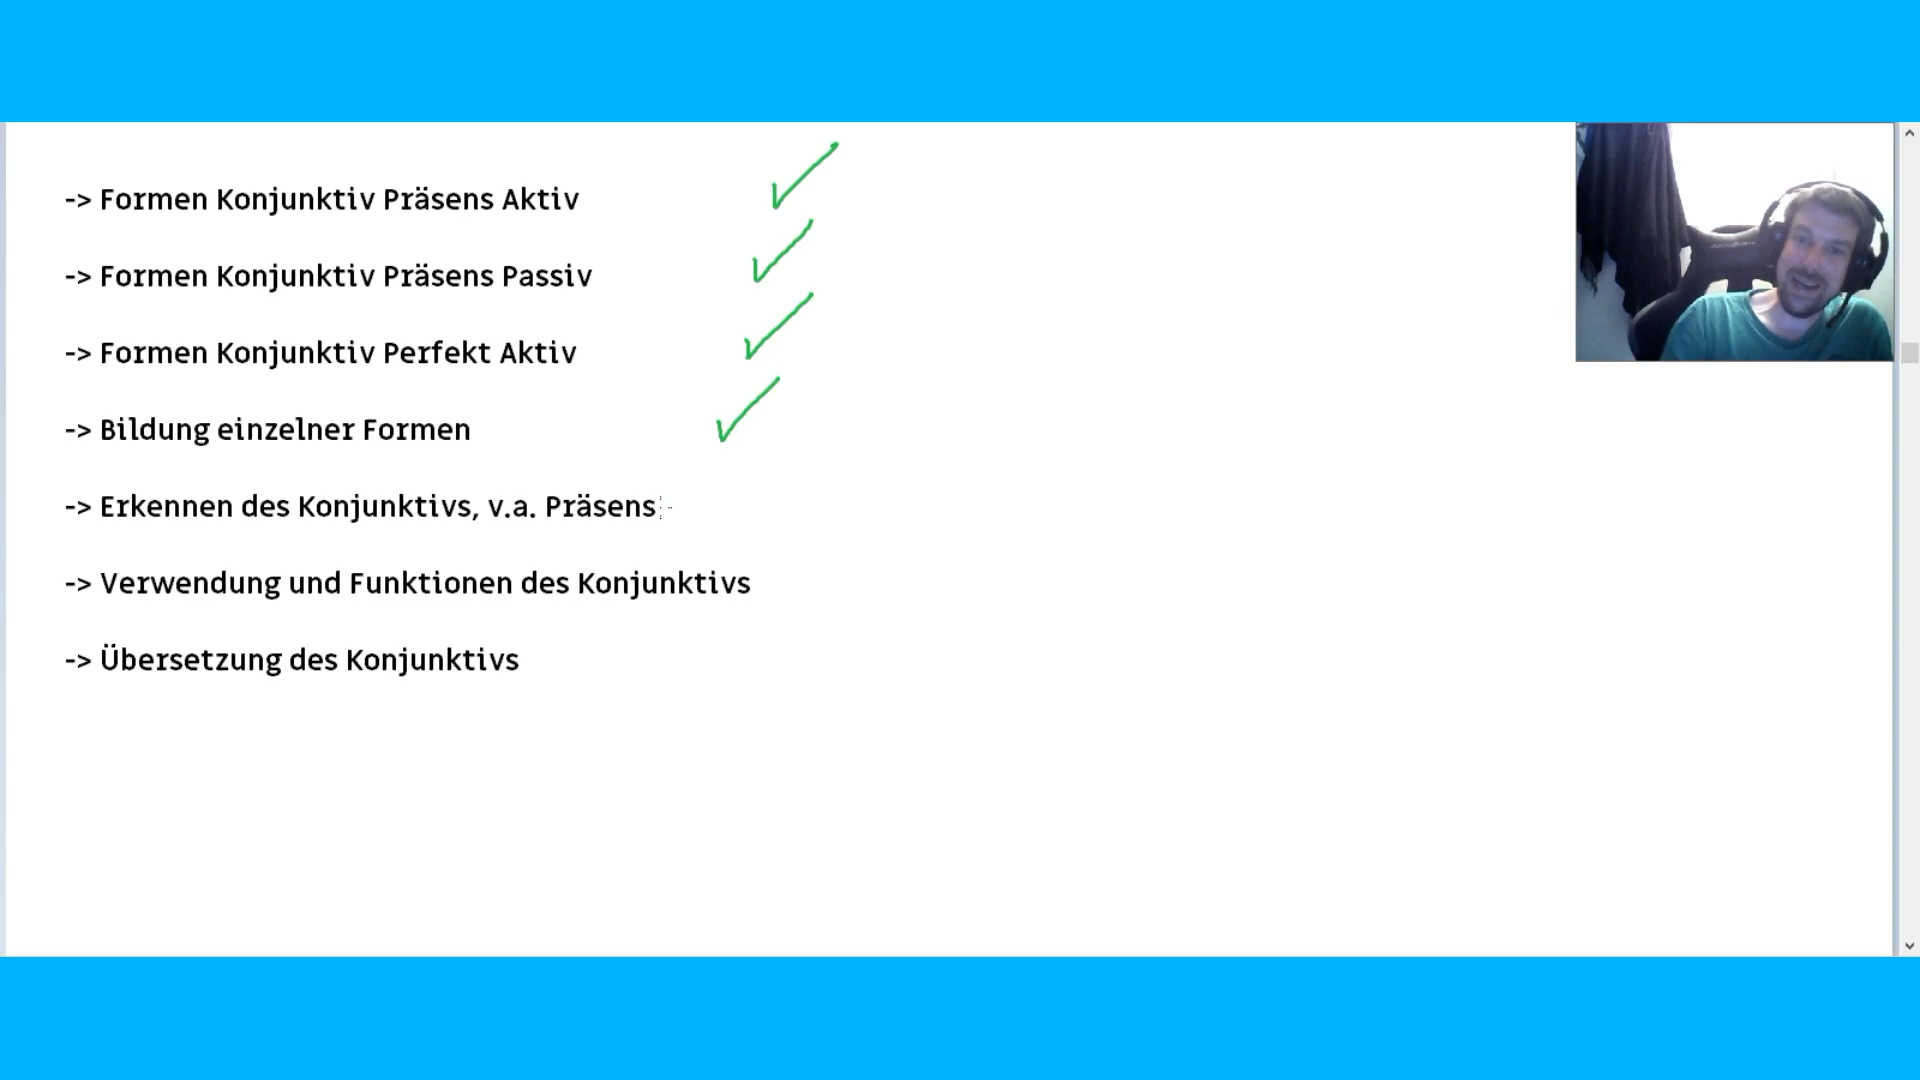 -> Formen Konjunktiv Präsens Aktiv
-> Formen Konjunktiv Präsens Passiv
-> Formen Konjunktiv Perfekt Aktiv
-> Bildung einzelner Formen
-> Erkennen des Konjunktivs, v.a. Präsens
-> Verwendung und Funktionen des Konjunktivs
-> Übersetzung des Konjunktivs